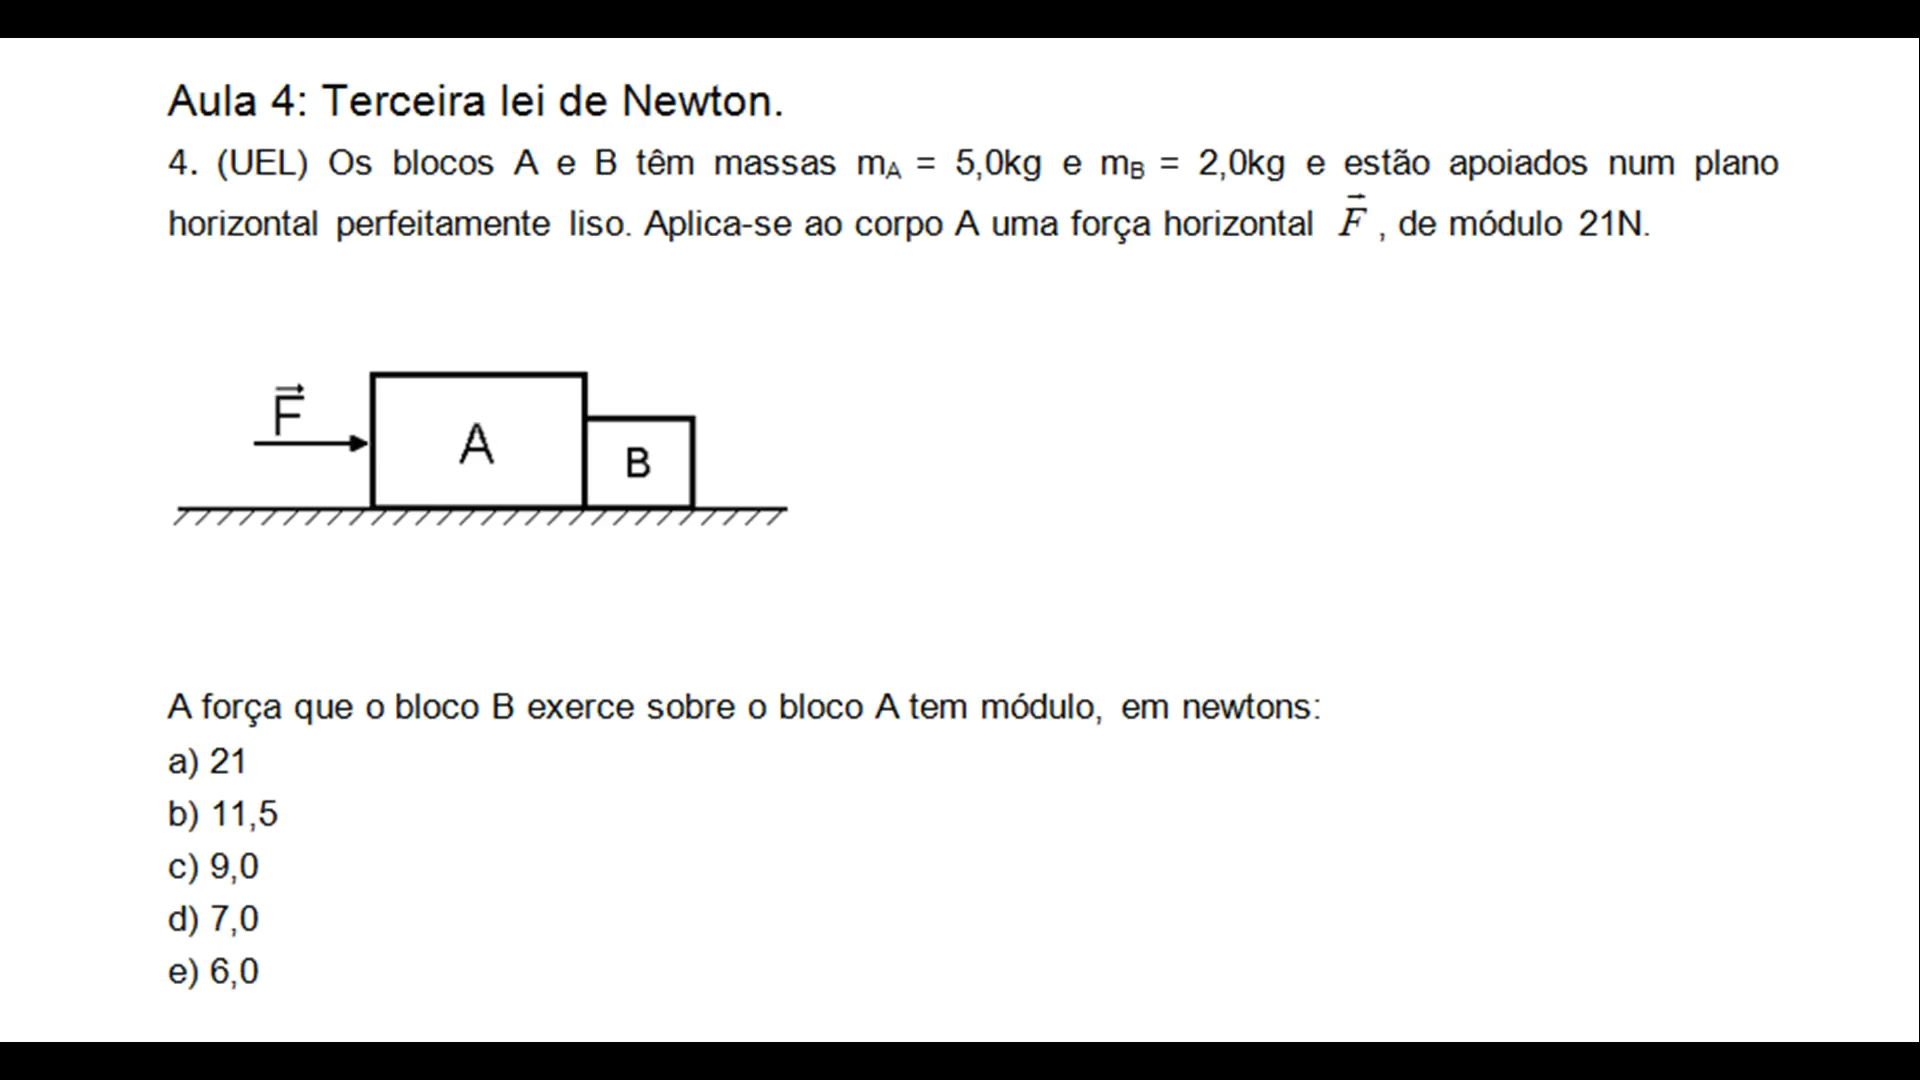 Aula 4: Terceira lei de Newton.
4. (UEL) Os blocos A e B têm massas mA = 5,0kg e mB = 2,0kg e estão apoiados num plano
horizontal perfeitamente liso. Aplica-se ao corpo A uma força horizontal F⃗ , de módulo 21N.
F⃗
A
B
A força que o bloco B exerce sobre o bloco A tem módulo, em newtons:
a) 21
b) 11,5
c) 9,0
d) 7,0
e) 6,0